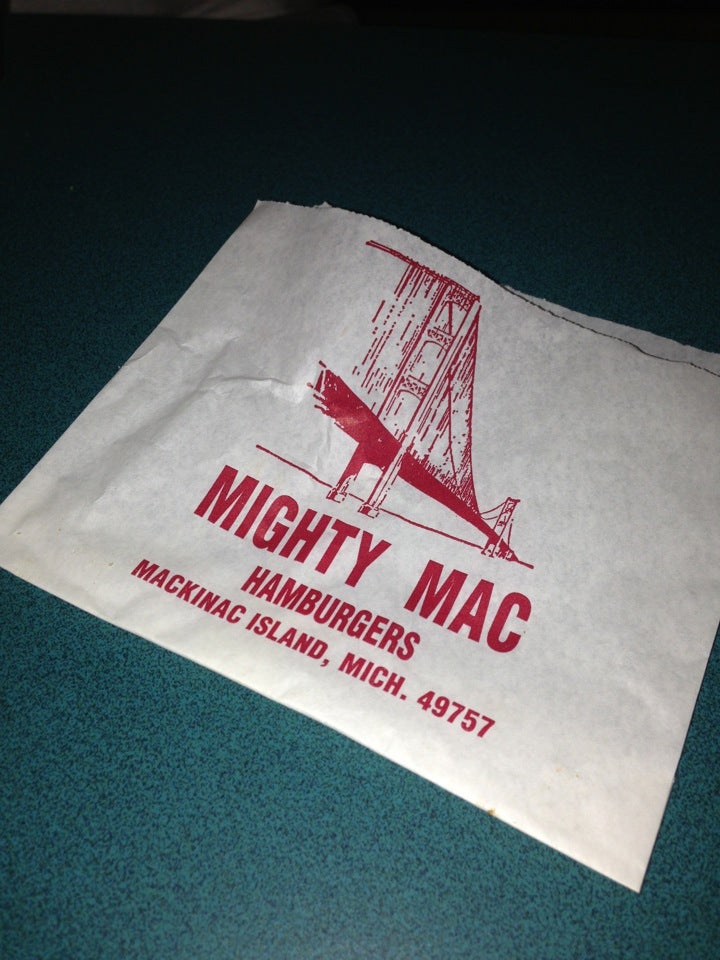 MIGHTY MAC
HAMBURGERS
MACKINAC ISLAND, MICH. 49757